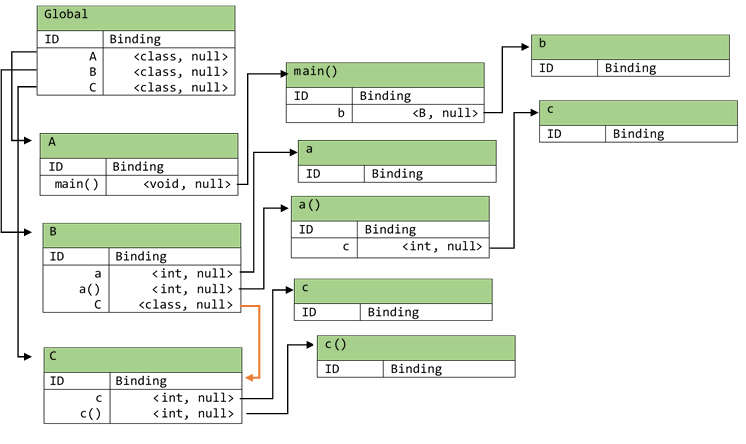 Global
ID Binding
A <class, null>
B <class, null>
C <class, null>
main()
ID Binding
b <B, null>
b
ID Binding
c
ID Binding
A
ID Binding
main() <void, null>
a
ID Binding
a()
ID Binding
c <int, null>
B
ID Binding
a <int, null>
a() <int, null>
C <class, null>
c
ID Binding
c()
ID Binding
C
ID Binding
c <int, null>
c() <int, null>